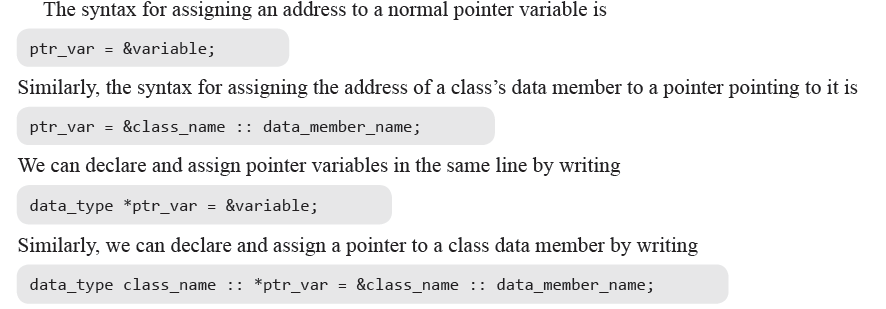 The syntax for assigning an address to a normal pointer variable is
ptr_var = &variable;
Similarly, the syntax for assigning the address of a class's data member to a pointer pointing to it is
ptr_var = &class_name :: data_member_name;
We can declare and assign pointer variables in the same line by writing
data_type *ptr_var = &variable;
Similarly, we can declare and assign a pointer to a class data member by writing
data_type class_name :: *ptr_var = &class_name :: data_member_name;